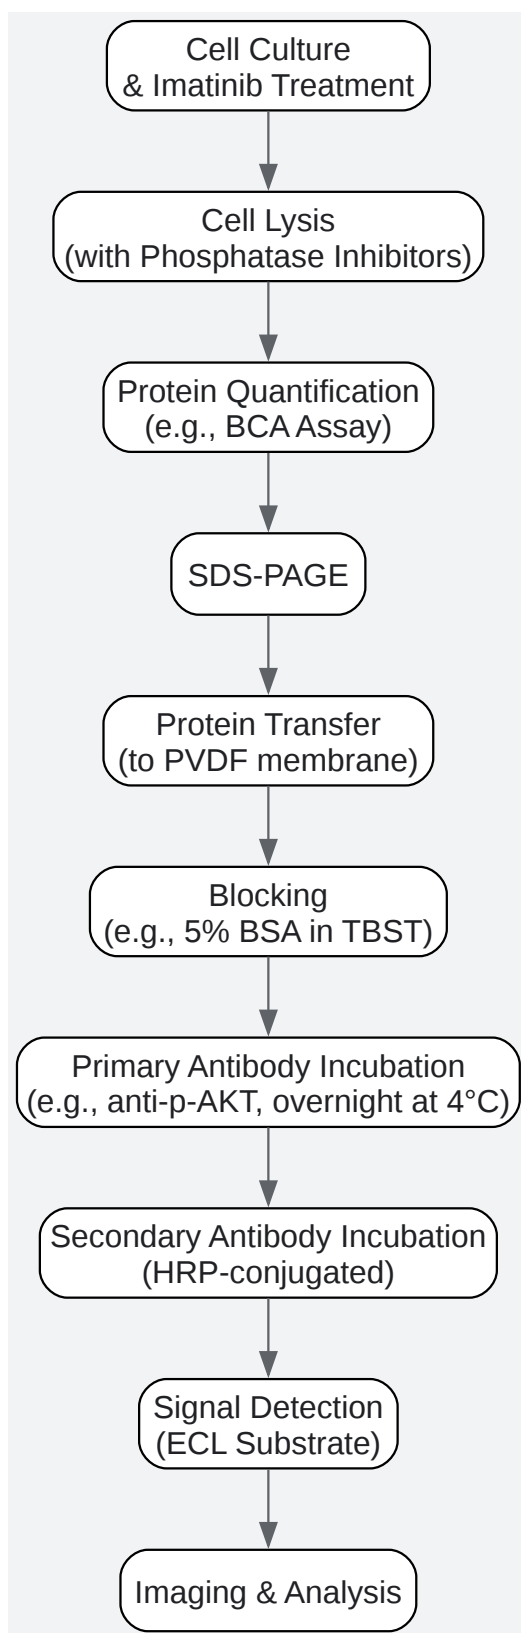 Cell Culture
& Imatinib Treatment
Cell Lysis
(with Phosphatase Inhibitors)
Protein Quantification
(e.g., BCA Assay)
SDS-PAGE
Protein Transfer
(to PVDF membrane)
Blocking
(e.g., 5% BSA in TBST)
Primary Antibody Incubation
(e.g., anti-p-AKT, overnight at 4°C)
Secondary Antibody Incubation
(HRP-conjugated)
Signal Detection
(ECL Substrate)
Imaging & Analysis